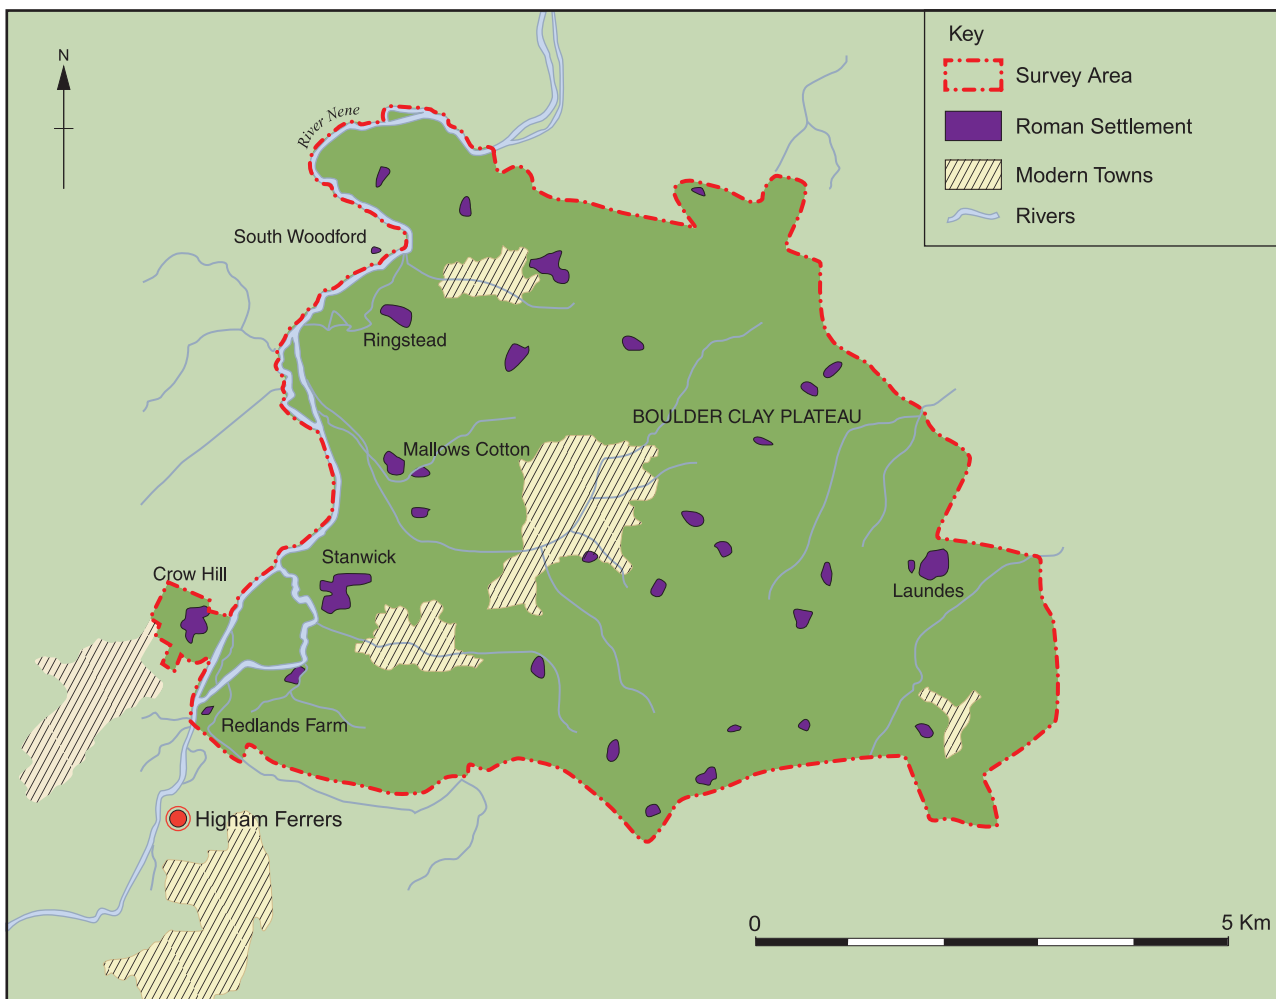 Key
N
Survey Area
River Nene
Roman Settlement
Modern Towns
Rivers
South Woodford
Ringstead
BOULDER CLAY PLATEAU
Mallows Cotton
Stanwick
Crow Hill
Laundes
Redlands Farm
Higham Ferrers
0
5 Km